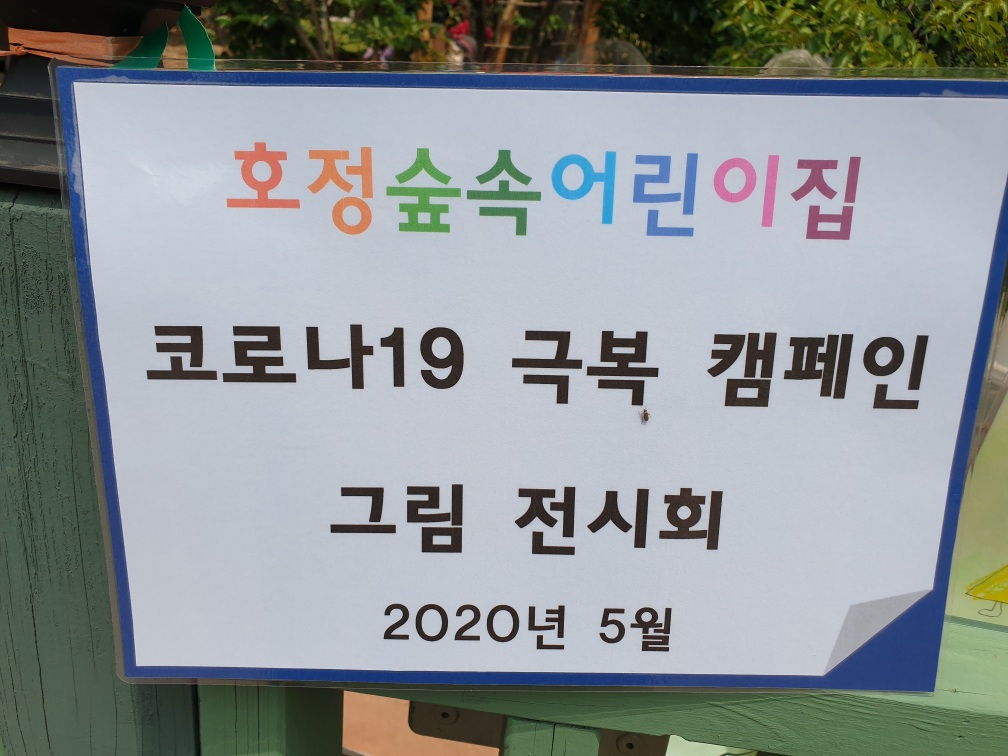 호정숲속어린이집
코로나19 극복 캠페인
그림 전시회
2020년 5월